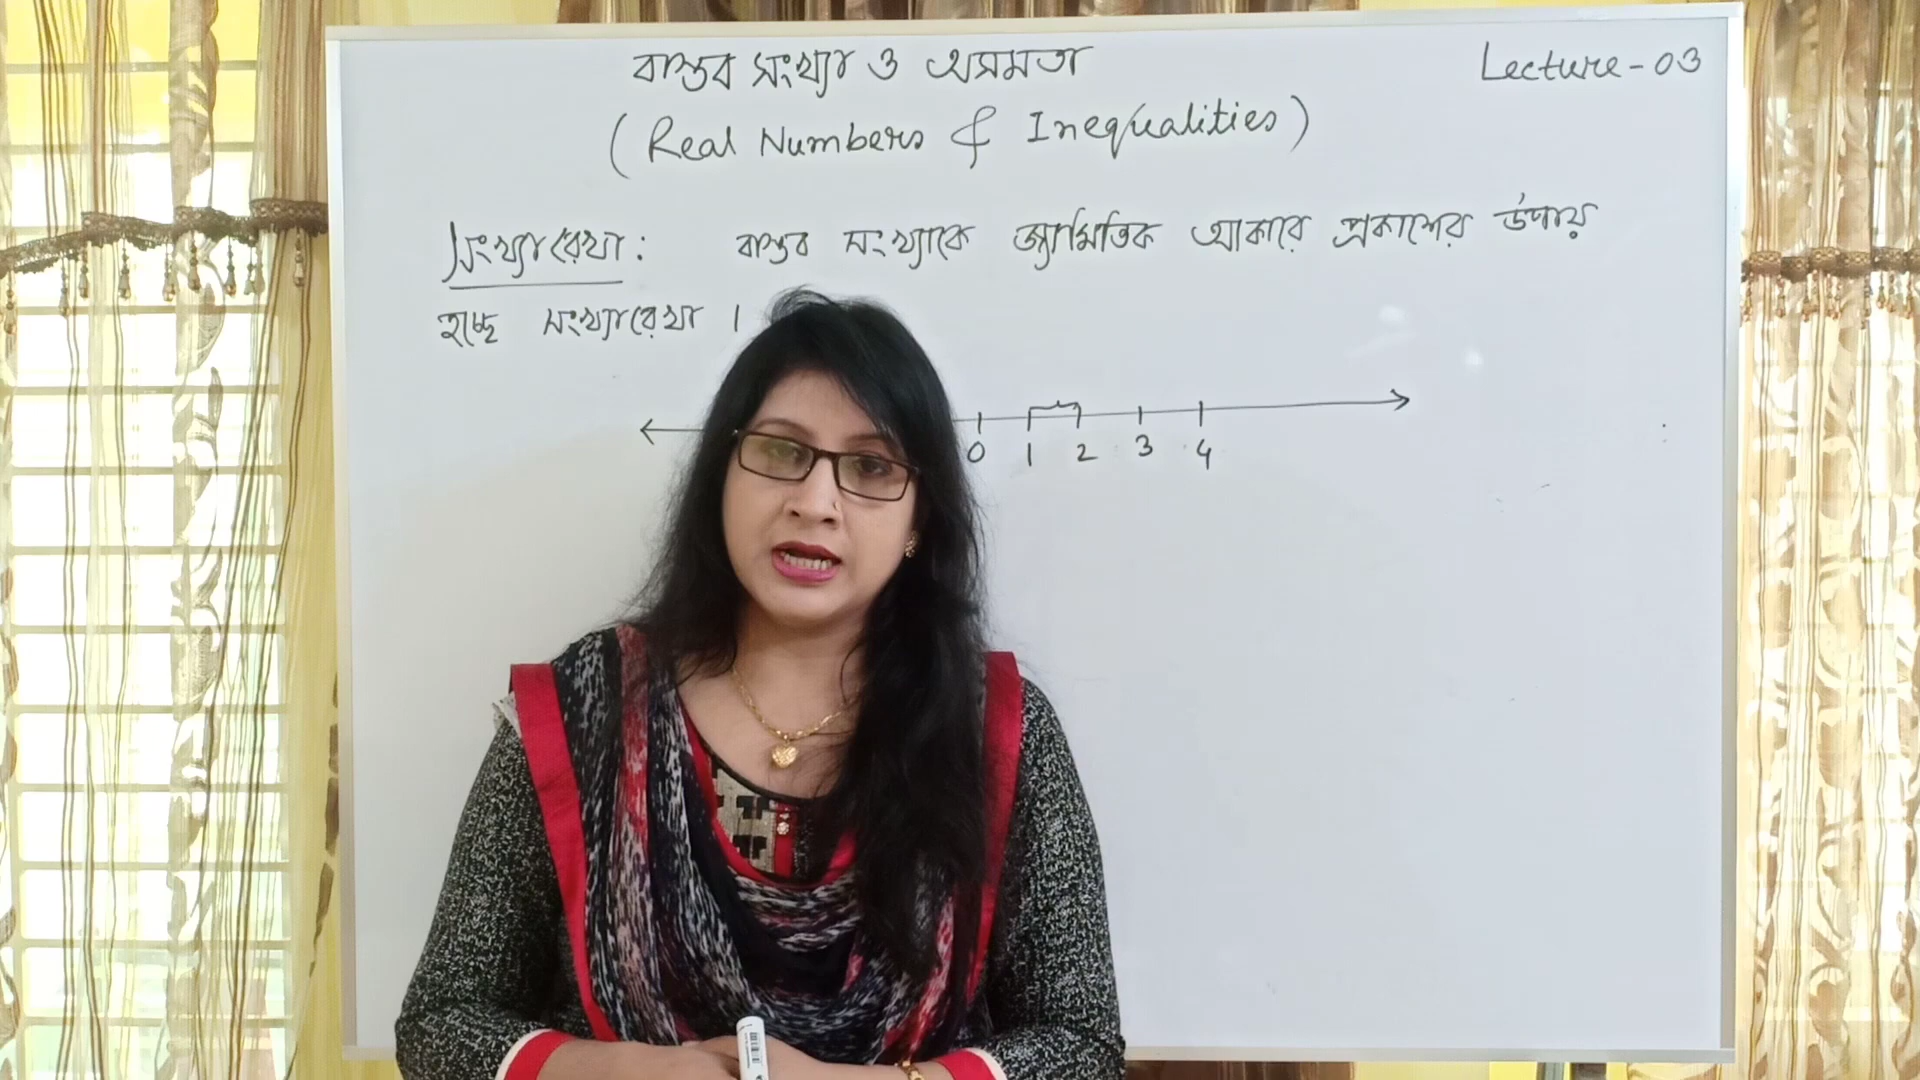 বাস্তব সংখ্যা ও অসমতা
Lecture-03
(Real Numbers & Inequalities)
সংখ্যারেখা: বাস্তব সংখ্যাকে জ্যামিতিক আকারে প্রকাশের উপায়
হচ্ছে সংখ্যারেখা ।
0 1 2 3 4